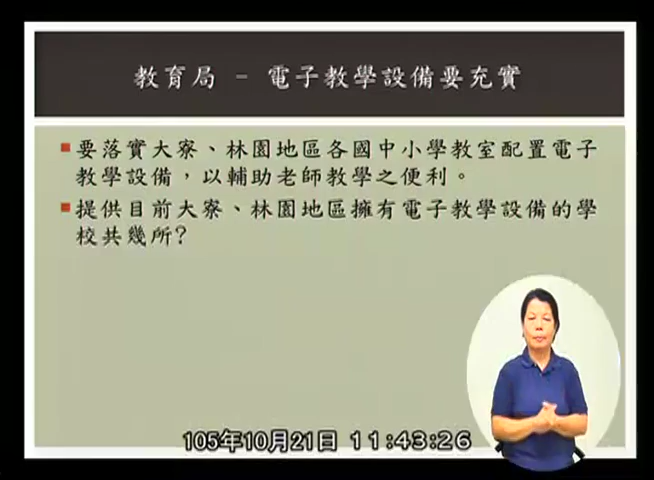 教育局 - 電子教學設備要充實
要落實大寮、林園地區各國中小學教室配置電子
教學設備，以輔助老師教學之便利。
提供目前大寮、林園地區擁有電子教學設備的學
校共幾所?
105年10月21日 11:43:26